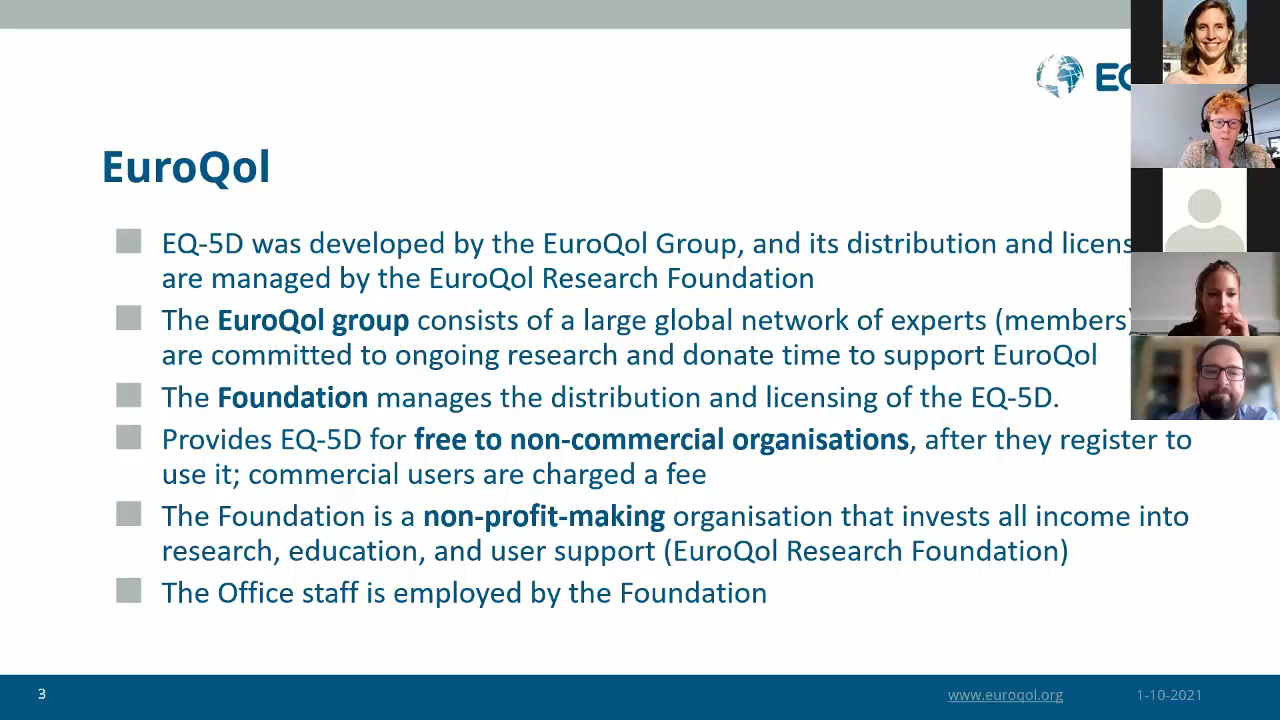 EuroQol
EQ-5D was developed by the EuroQol Group, and its distribution and
are managed by the EuroQol Research Foundation
The EuroQol group consists of a large global network of experts (members)
are committed to ongoing research and donate time to support EuroQol
The Foundation manages the distribution and licensing of the EQ-5D.
Provides EQ-5D for free to non-commercial organisations, after they register to
use it; commercial users are charged a fee
The Foundation is a non-profit-making organisation that invests all income into
research, education, and user support (EuroQol Research Foundation)
The Office staff is employed by the Foundation
3
www.euroqol.org
1-10-2021